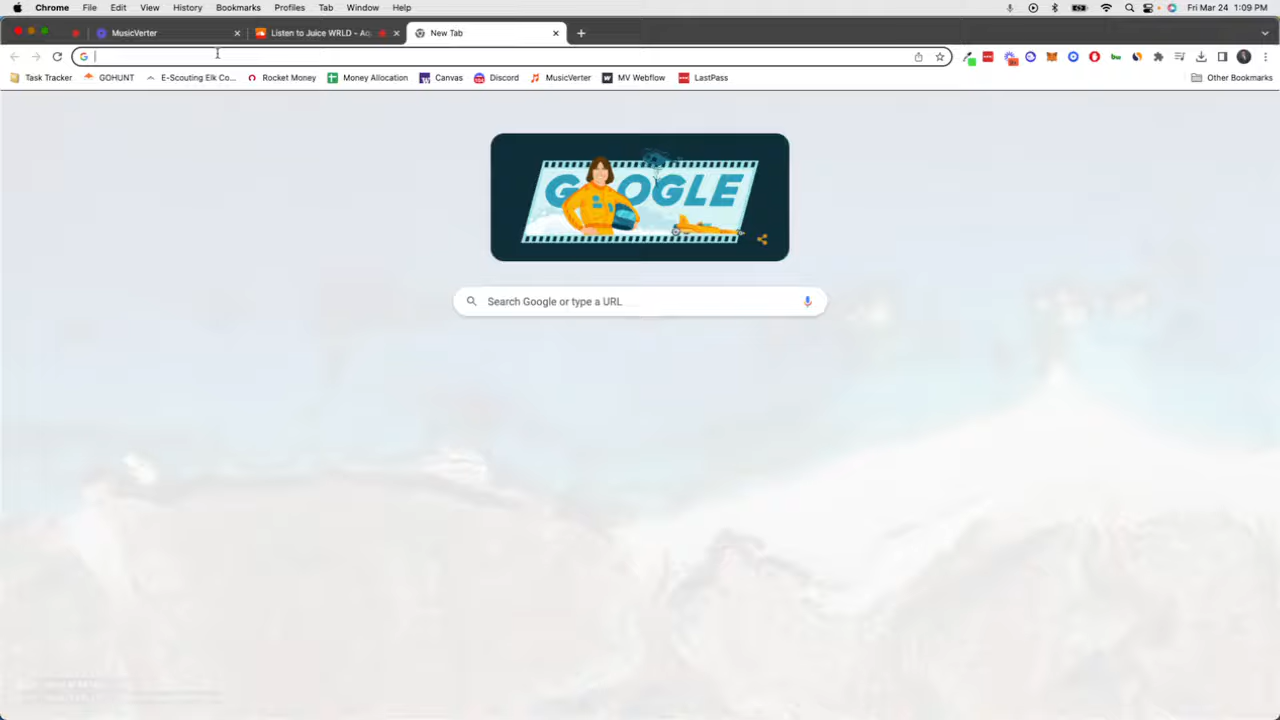 Chrome File Edit View History Bookmarks Profiles Tab Window Help Fri Mar 24 1:09 PM
MusicVerter Listen to Juice WRLD - Ac New Tab
Task Tracker GOHUNT E-Scouting Elk Co... Rocket Money Money Allocation Canvas Discord MusicVerter MV Webflow LastPass Other Bookmarks
GOOGLE
Search Google or type a URL